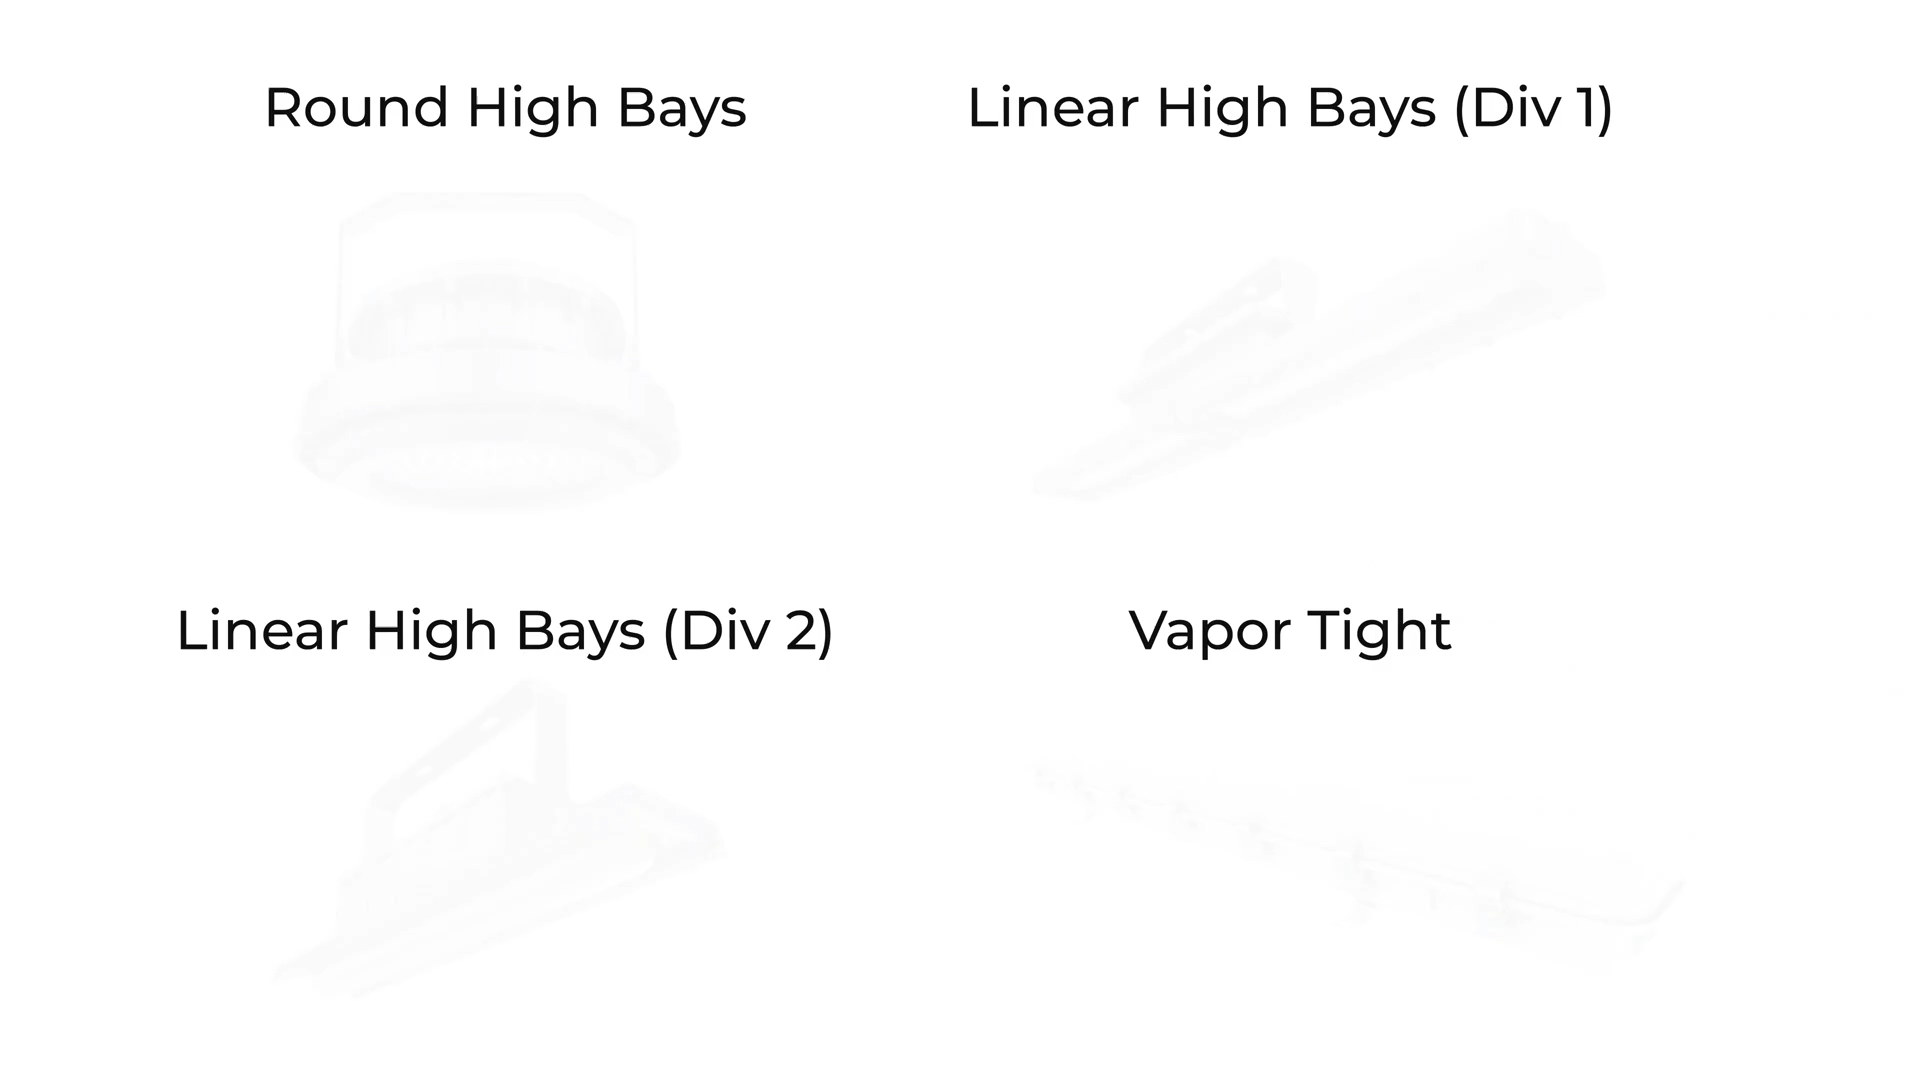 Round High Bays
Linear High Bays (Div 1)
Linear High Bays (Div 2)
Vapor Tight